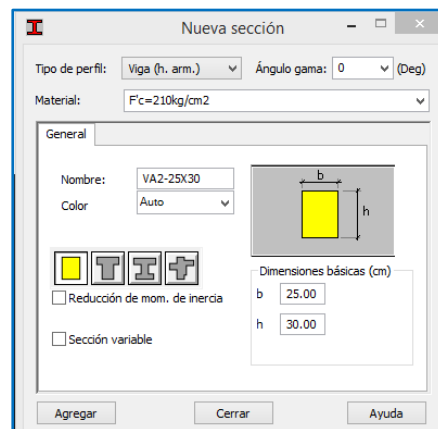 Nueva sección
Tipo de perfil: Viga (h. arm.) Ángulo gama: 0 (Deg)
Material: F'c=210kg/cm2
General
Nombre: VA2-25X30
Color Auto
b
h
Reducción de mom. de inercia
Sección variable
Dimensiones básicas (cm)
b 25.00
h 30.00
Agregar Cerrar Ayuda